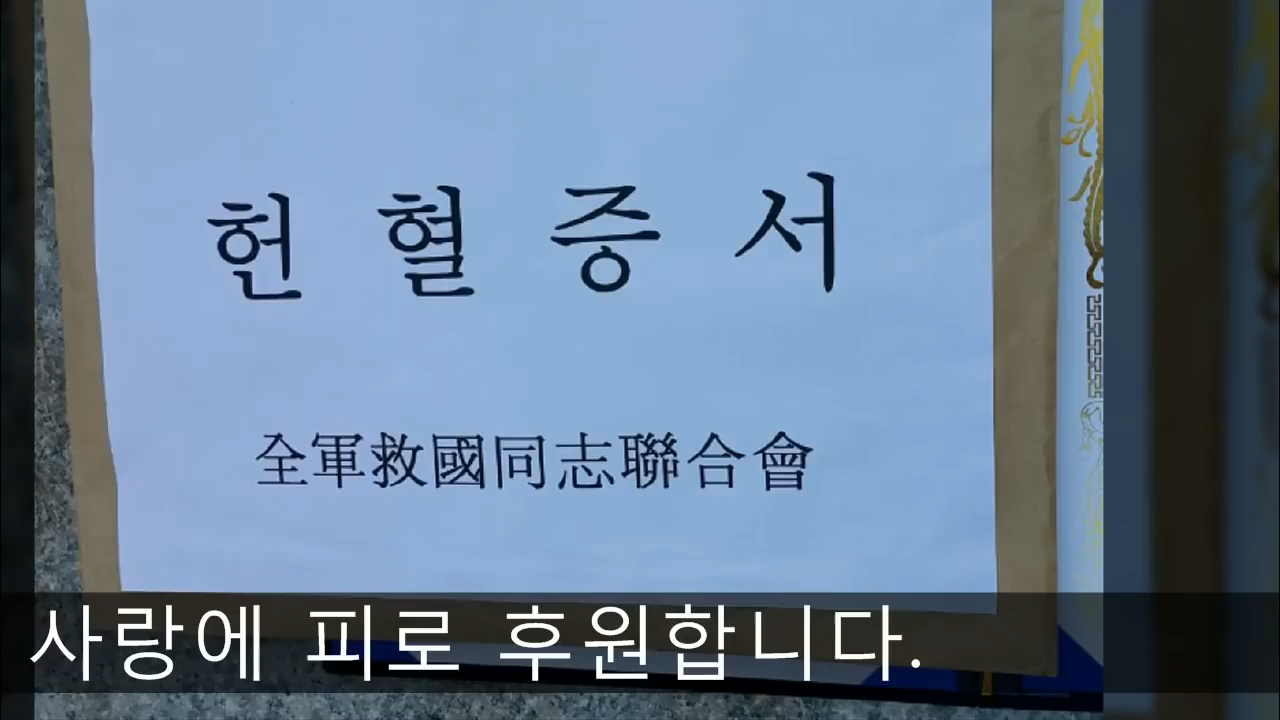 헌 혈 증 서
全軍救國同志聯合會
사랑에 피로 후원합니다.